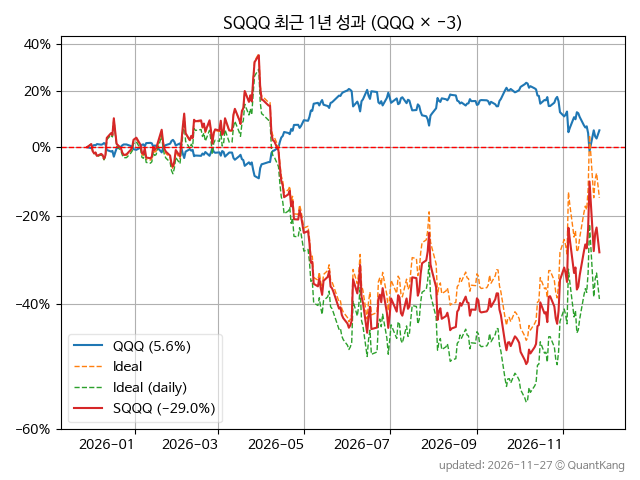 SQQQ 최근 1년 성과 (QQQ × −3)
40%
20%
0%
−20%
−40%
−60%
QQQ (5.6%)
Ideal
Ideal (daily)
SQQQ (−29.0%)
2026-01 2026-03 2026-05 2026-07 2026-09 2026-11
updated: 2026-11-27 © QuantKang